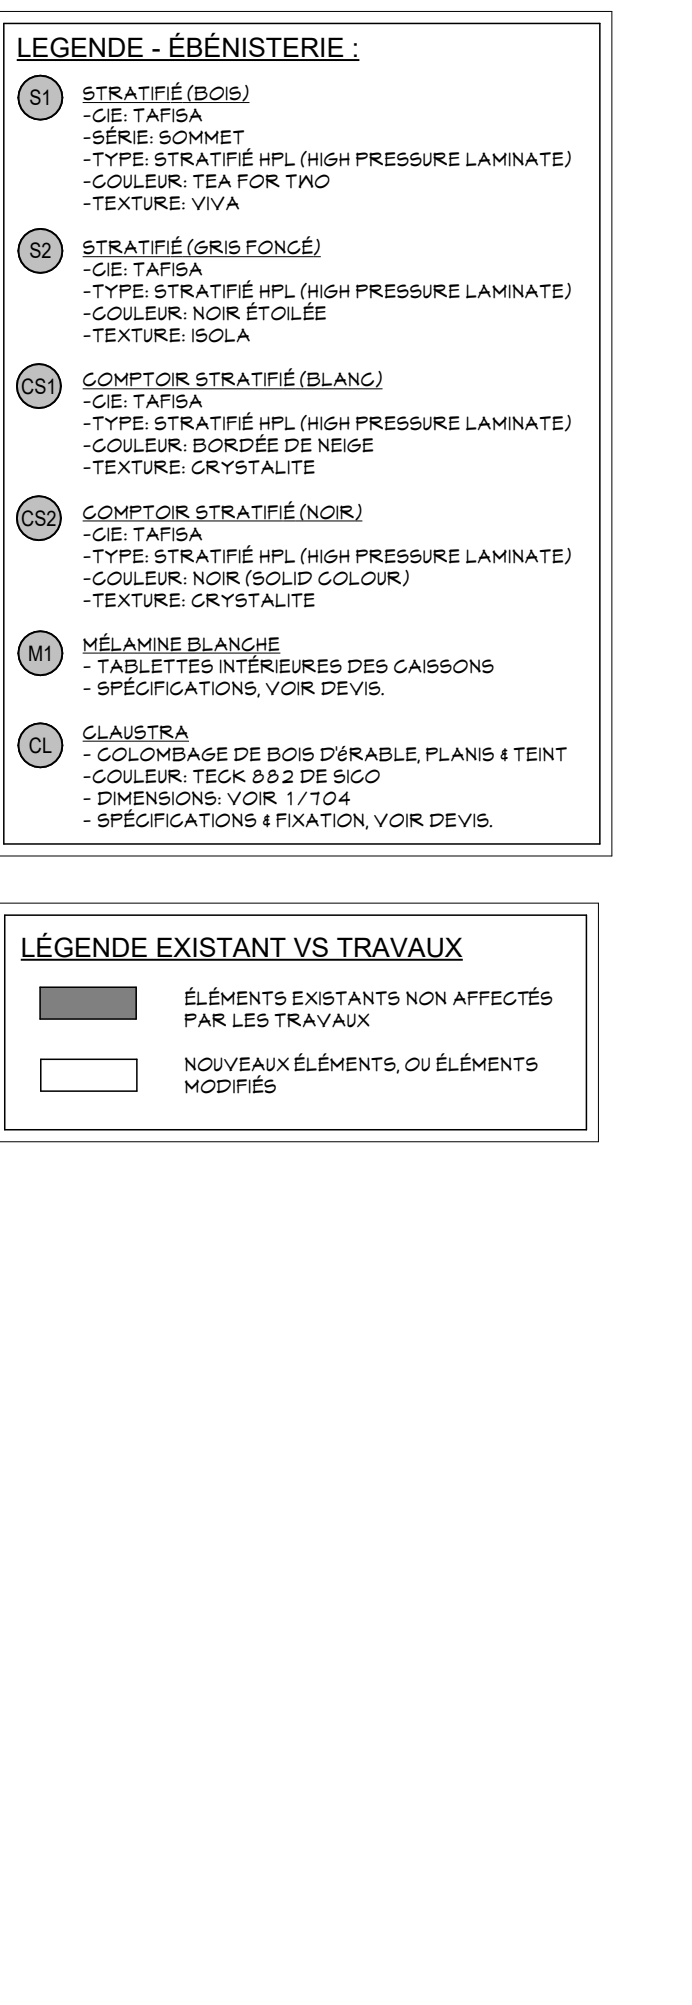 LEGENDE - ÉBÉNISTERIE :
S1
STRATIFIÉ (BOIS)
-CIE: TAFISA
-SÉRIE: SOMMET
-TYPE: STRATIFIÉ HPL (HIGH PRESSURE LAMINATE)
-COULEUR: TEA FOR TWO
-TEXTURE: VIVA
S2
STRATIFIÉ (GRIS FONCÉ)
-CIE: TAFISA
-TYPE: STRATIFIÉ HPL (HIGH PRESSURE LAMINATE)
-COULEUR: NOIR ÉTOILÉE
-TEXTURE: ISOLA
CS1
COMPTOIR STRATIFIÉ (BLANC)
-CIE: TAFISA
-TYPE: STRATIFIÉ HPL (HIGH PRESSURE LAMINATE)
-COULEUR: BORDÉE DE NEIGE
-TEXTURE: CRYSTALITE
CS2
COMPTOIR STRATIFIÉ (NOIR)
-CIE: TAFISA
-TYPE: STRATIFIÉ HPL (HIGH PRESSURE LAMINATE)
-COULEUR: NOIR (SOLID COLOUR)
-TEXTURE: CRYSTALITE
M1
MÉLAMINE BLANCHE
- TABLETTES INTÉRIEURES DES CAISSONS
- SPÉCIFICATIONS, VOIR DEVIS.
CL
CLAUSTRA
- COLOMBAGE DE BOIS D'éRABLE, PLANIS & TEINT
-COULEUR: TECK 882 DE SICO
- DIMENSIONS: VOIR 1/704
- SPÉCIFICATIONS & FIXATION, VOIR DEVIS.
LÉGENDE EXISTANT VS TRAVAUX
ÉLÉMENTS EXISTANTS NON AFFECTÉS
PAR LES TRAVAUX
NOUVEAUX ÉLÉMENTS, OU ÉLÉMENTS
MODIFIÉS